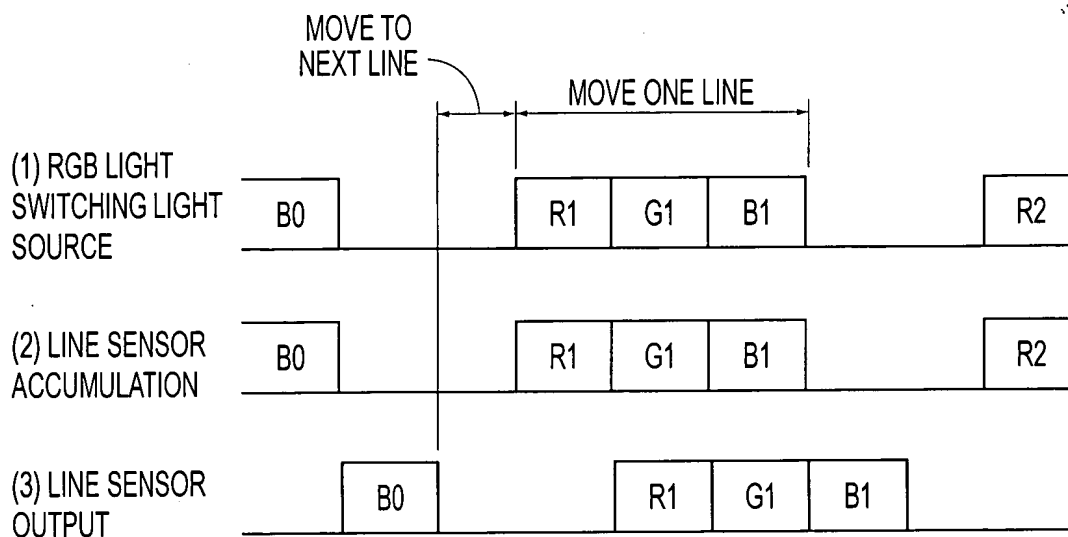 MOVE TO
NEXT LINE
MOVE ONE LINE
(1) RGB LIGHT
SWITCHING LIGHT
SOURCE
B0
R1
G1
B1
R2
(2) LINE SENSOR
ACCUMULATION
B0
R1
G1
B1
R2
(3) LINE SENSOR
OUTPUT
B0
R1
G1
B1